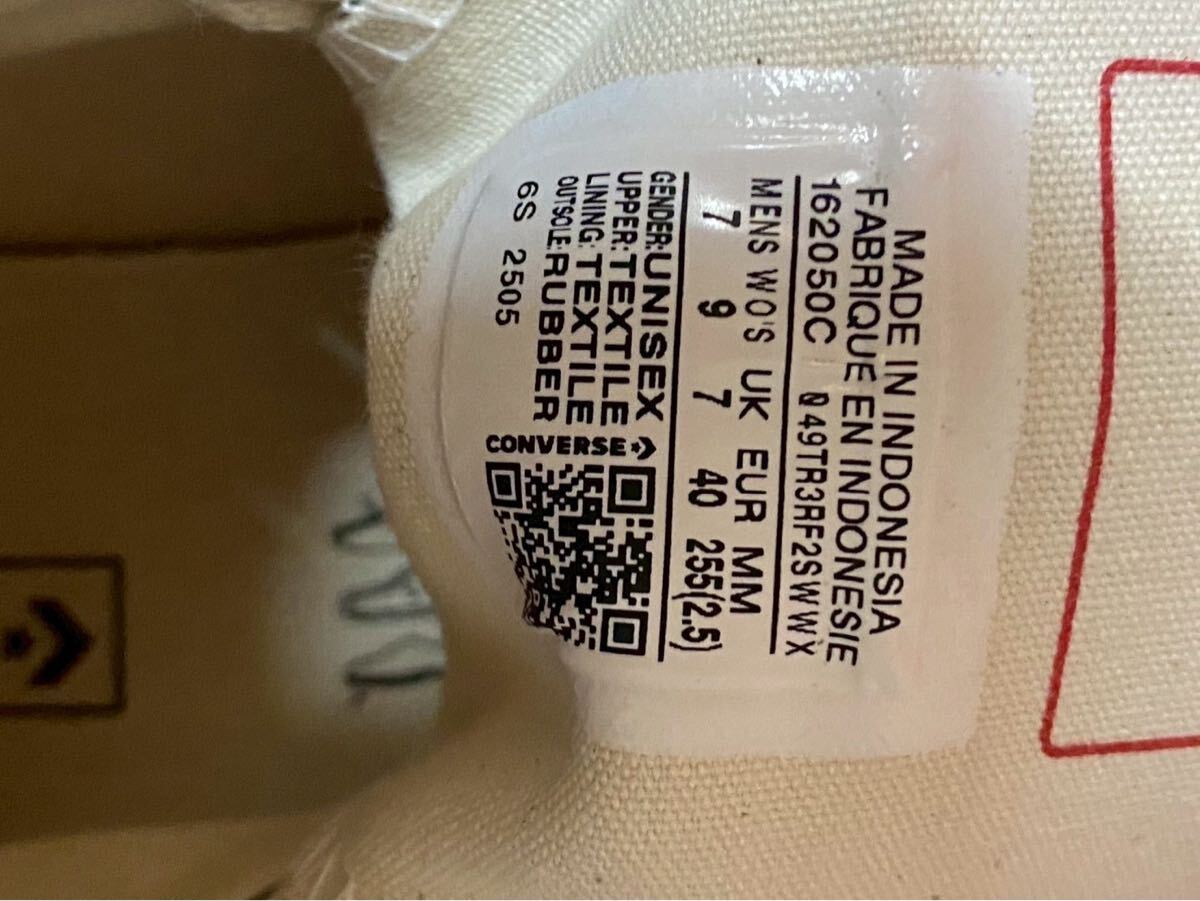 MADE IN INDONESIA
FABRIQUÉ EN INDONESIE
162050C 049TR3RF2SWWX
MENS WO'S UK EUR MM
7 9 7 40 255(2.5)
GENDER:UNISEX
UPPER:TEXTILE
LINING:TEXTILE
OUTSOLE:RUBBER
6S 2505
CONVERSE